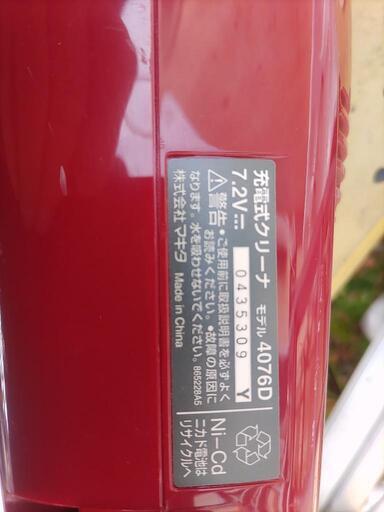 充電式クリーナ モデル 4076D
7.2V⎓ 0435309 Y
⚠警告 ●ご使用前に取扱説明書を必ずよく
お読みください。●故障の原因に
なります。水を吸わせないでください。 865228A5
株式会社 マキタ Made in China
Ni-Cd
ニカド電池は
リサイクルへ